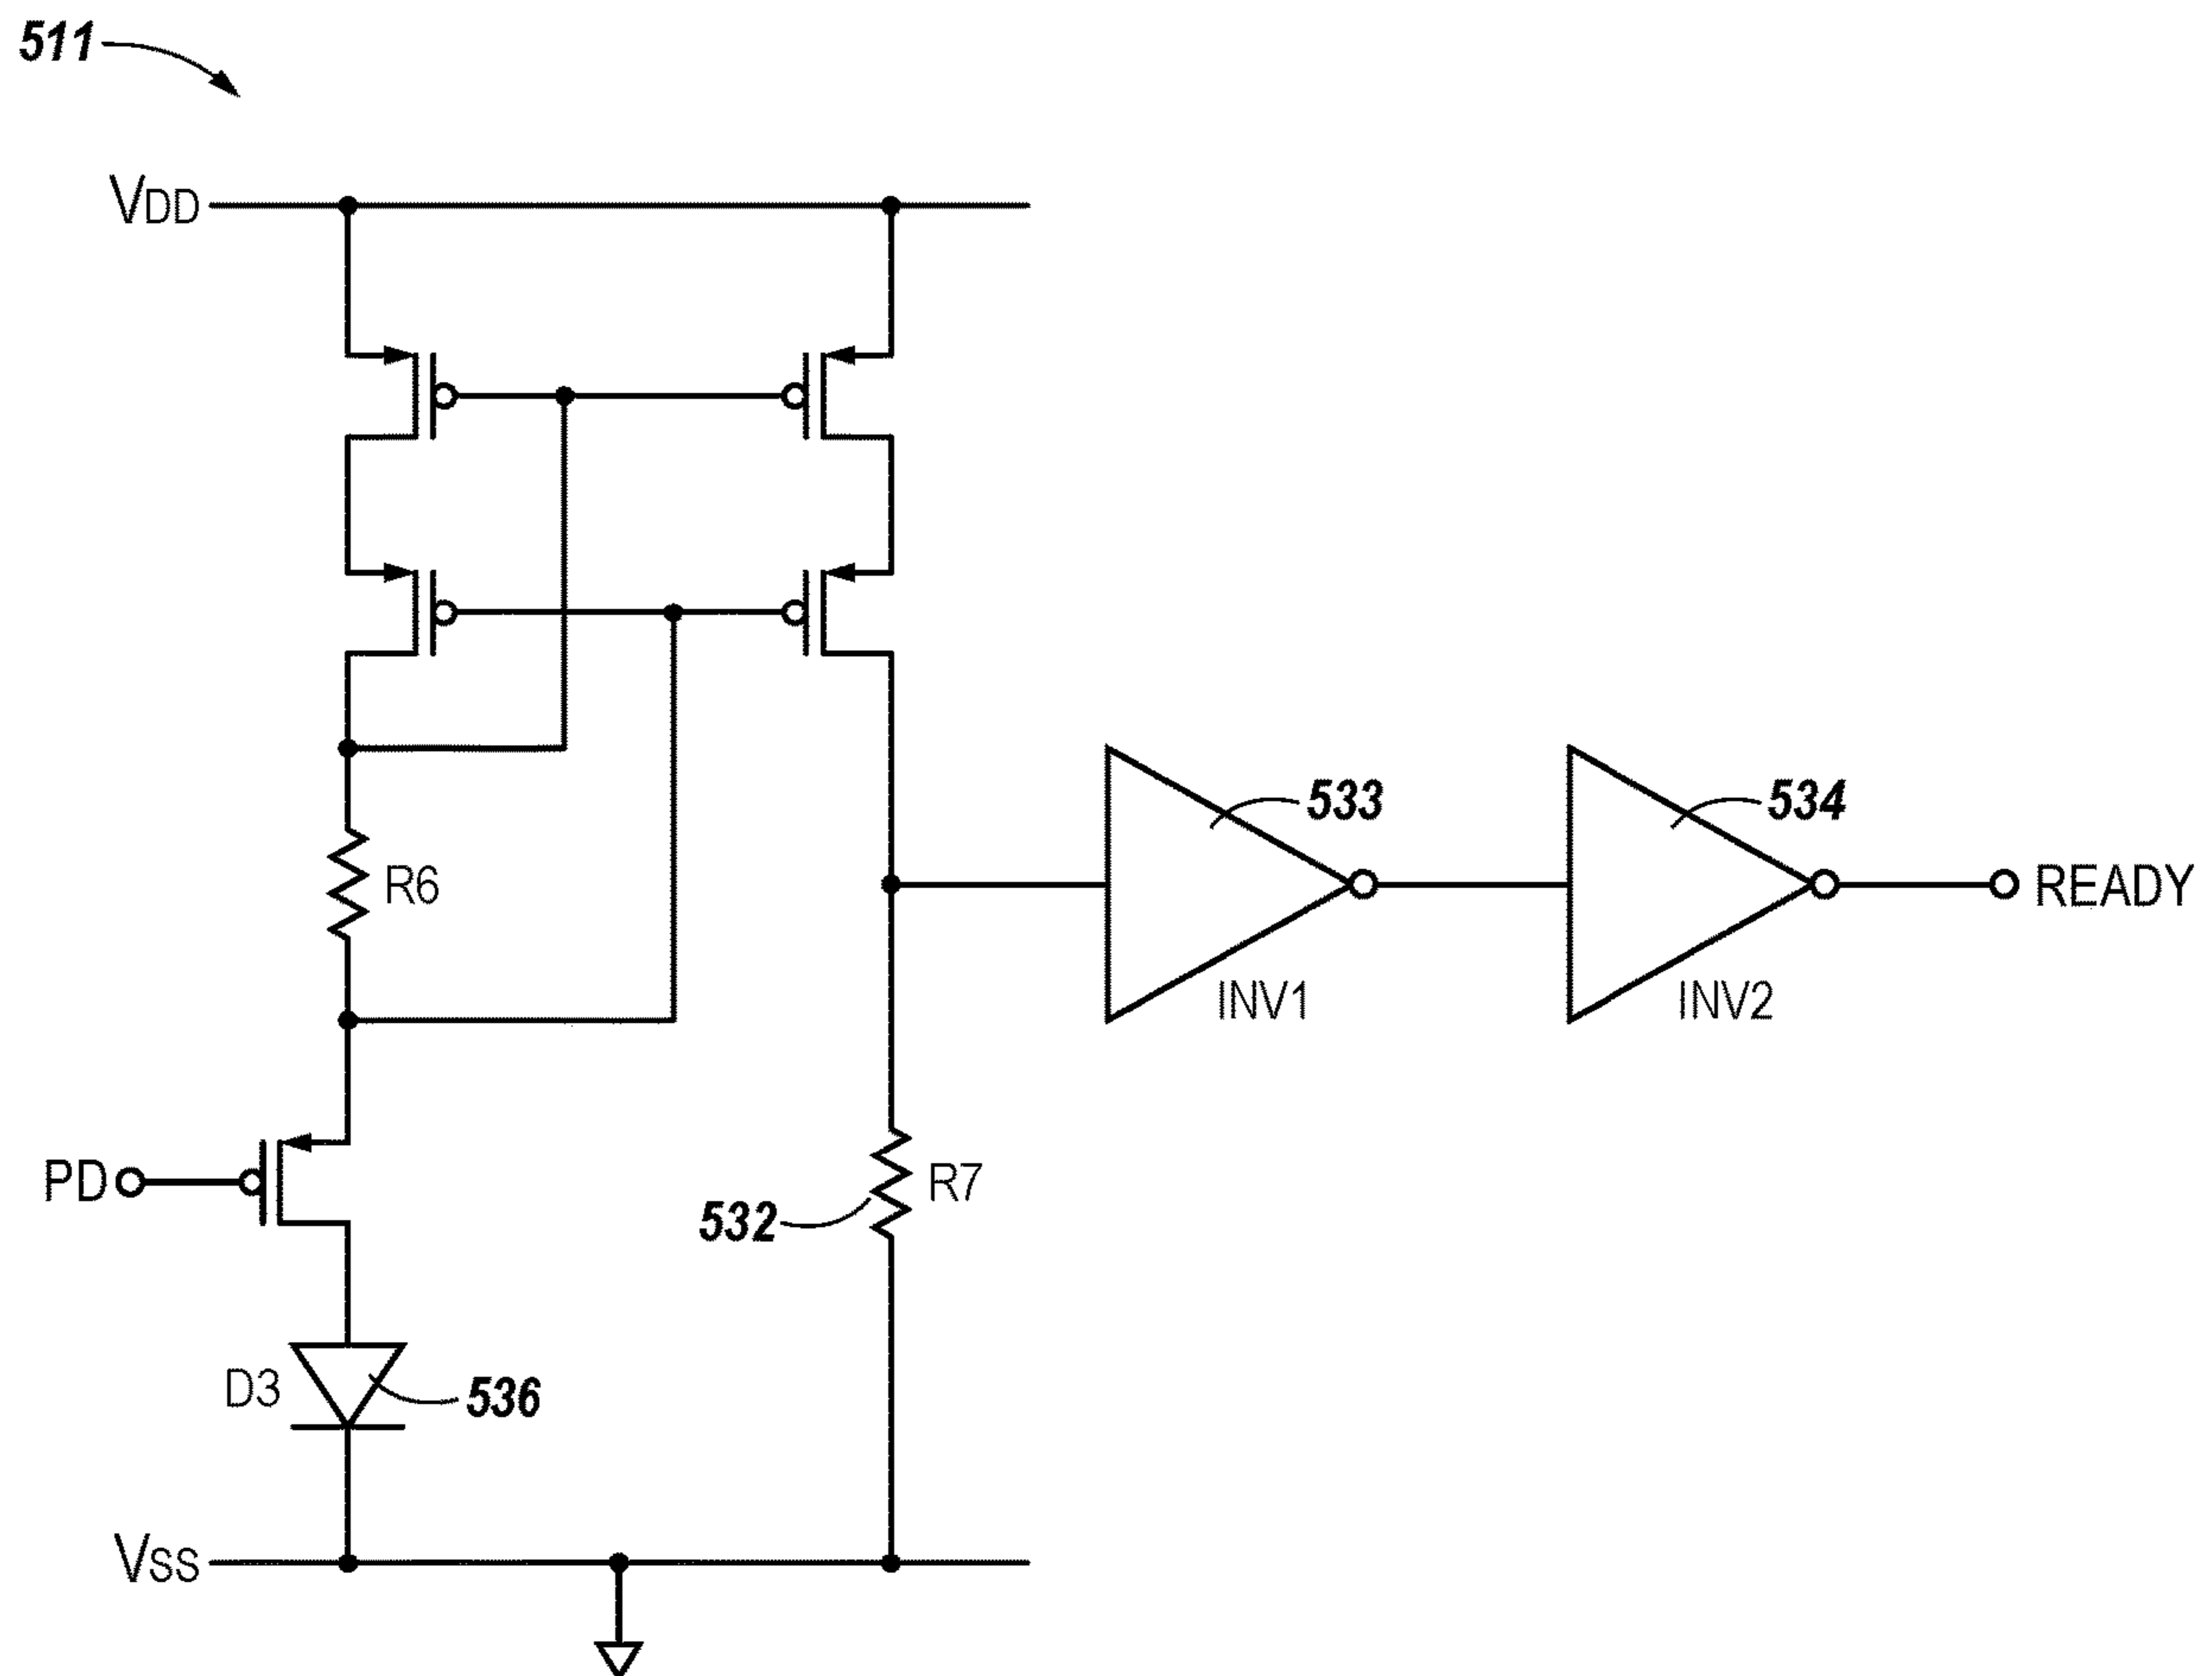 511
VDD
R6
533
534
READY
INV1
INV2
PD
R7
532
D3
536
VSS